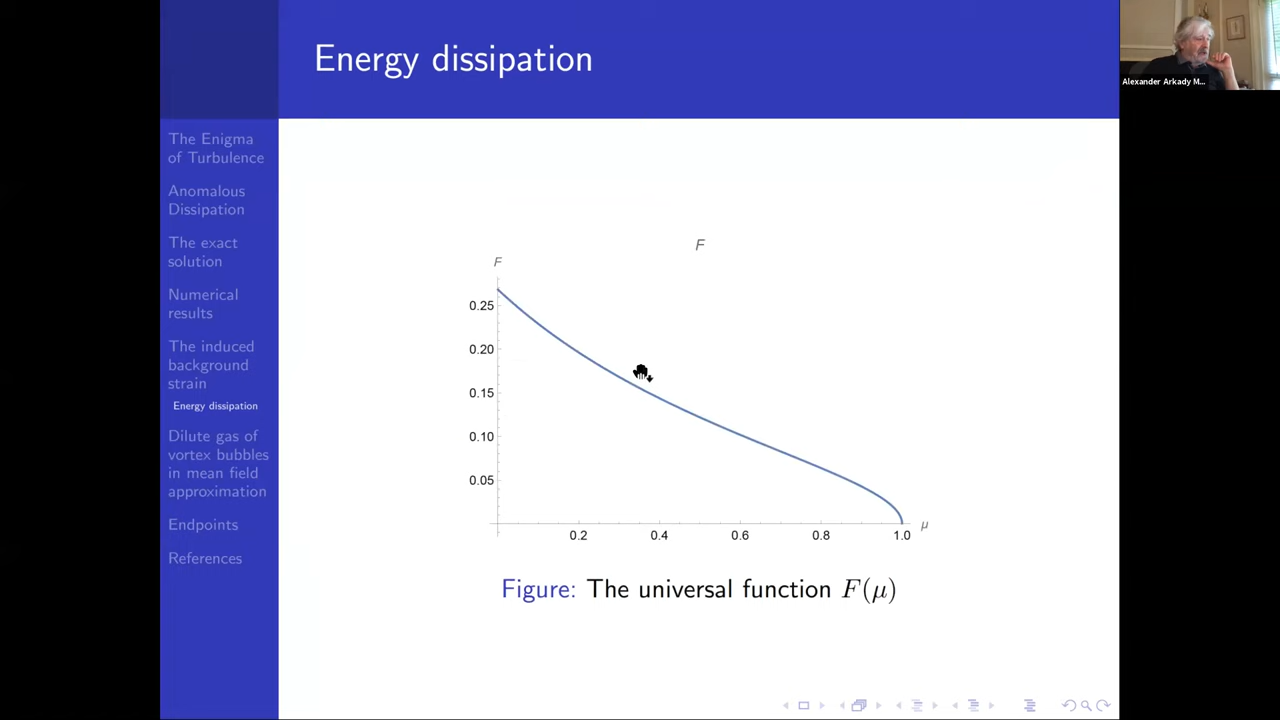 Energy dissipation
Alexander Arkady M...
The Enigma
of Turbulence
Anomalous
Dissipation
The exact
solution
Numerical
results
The induced
background
strain
Energy dissipation
Dilute gas of
vortex bubbles
in mean field
approximation
Endpoints
References
F
F
0.25
0.20
0.15
0.10
0.05
0.2 0.4 0.6 0.8 1.0 μ
Figure: The universal function F(μ)